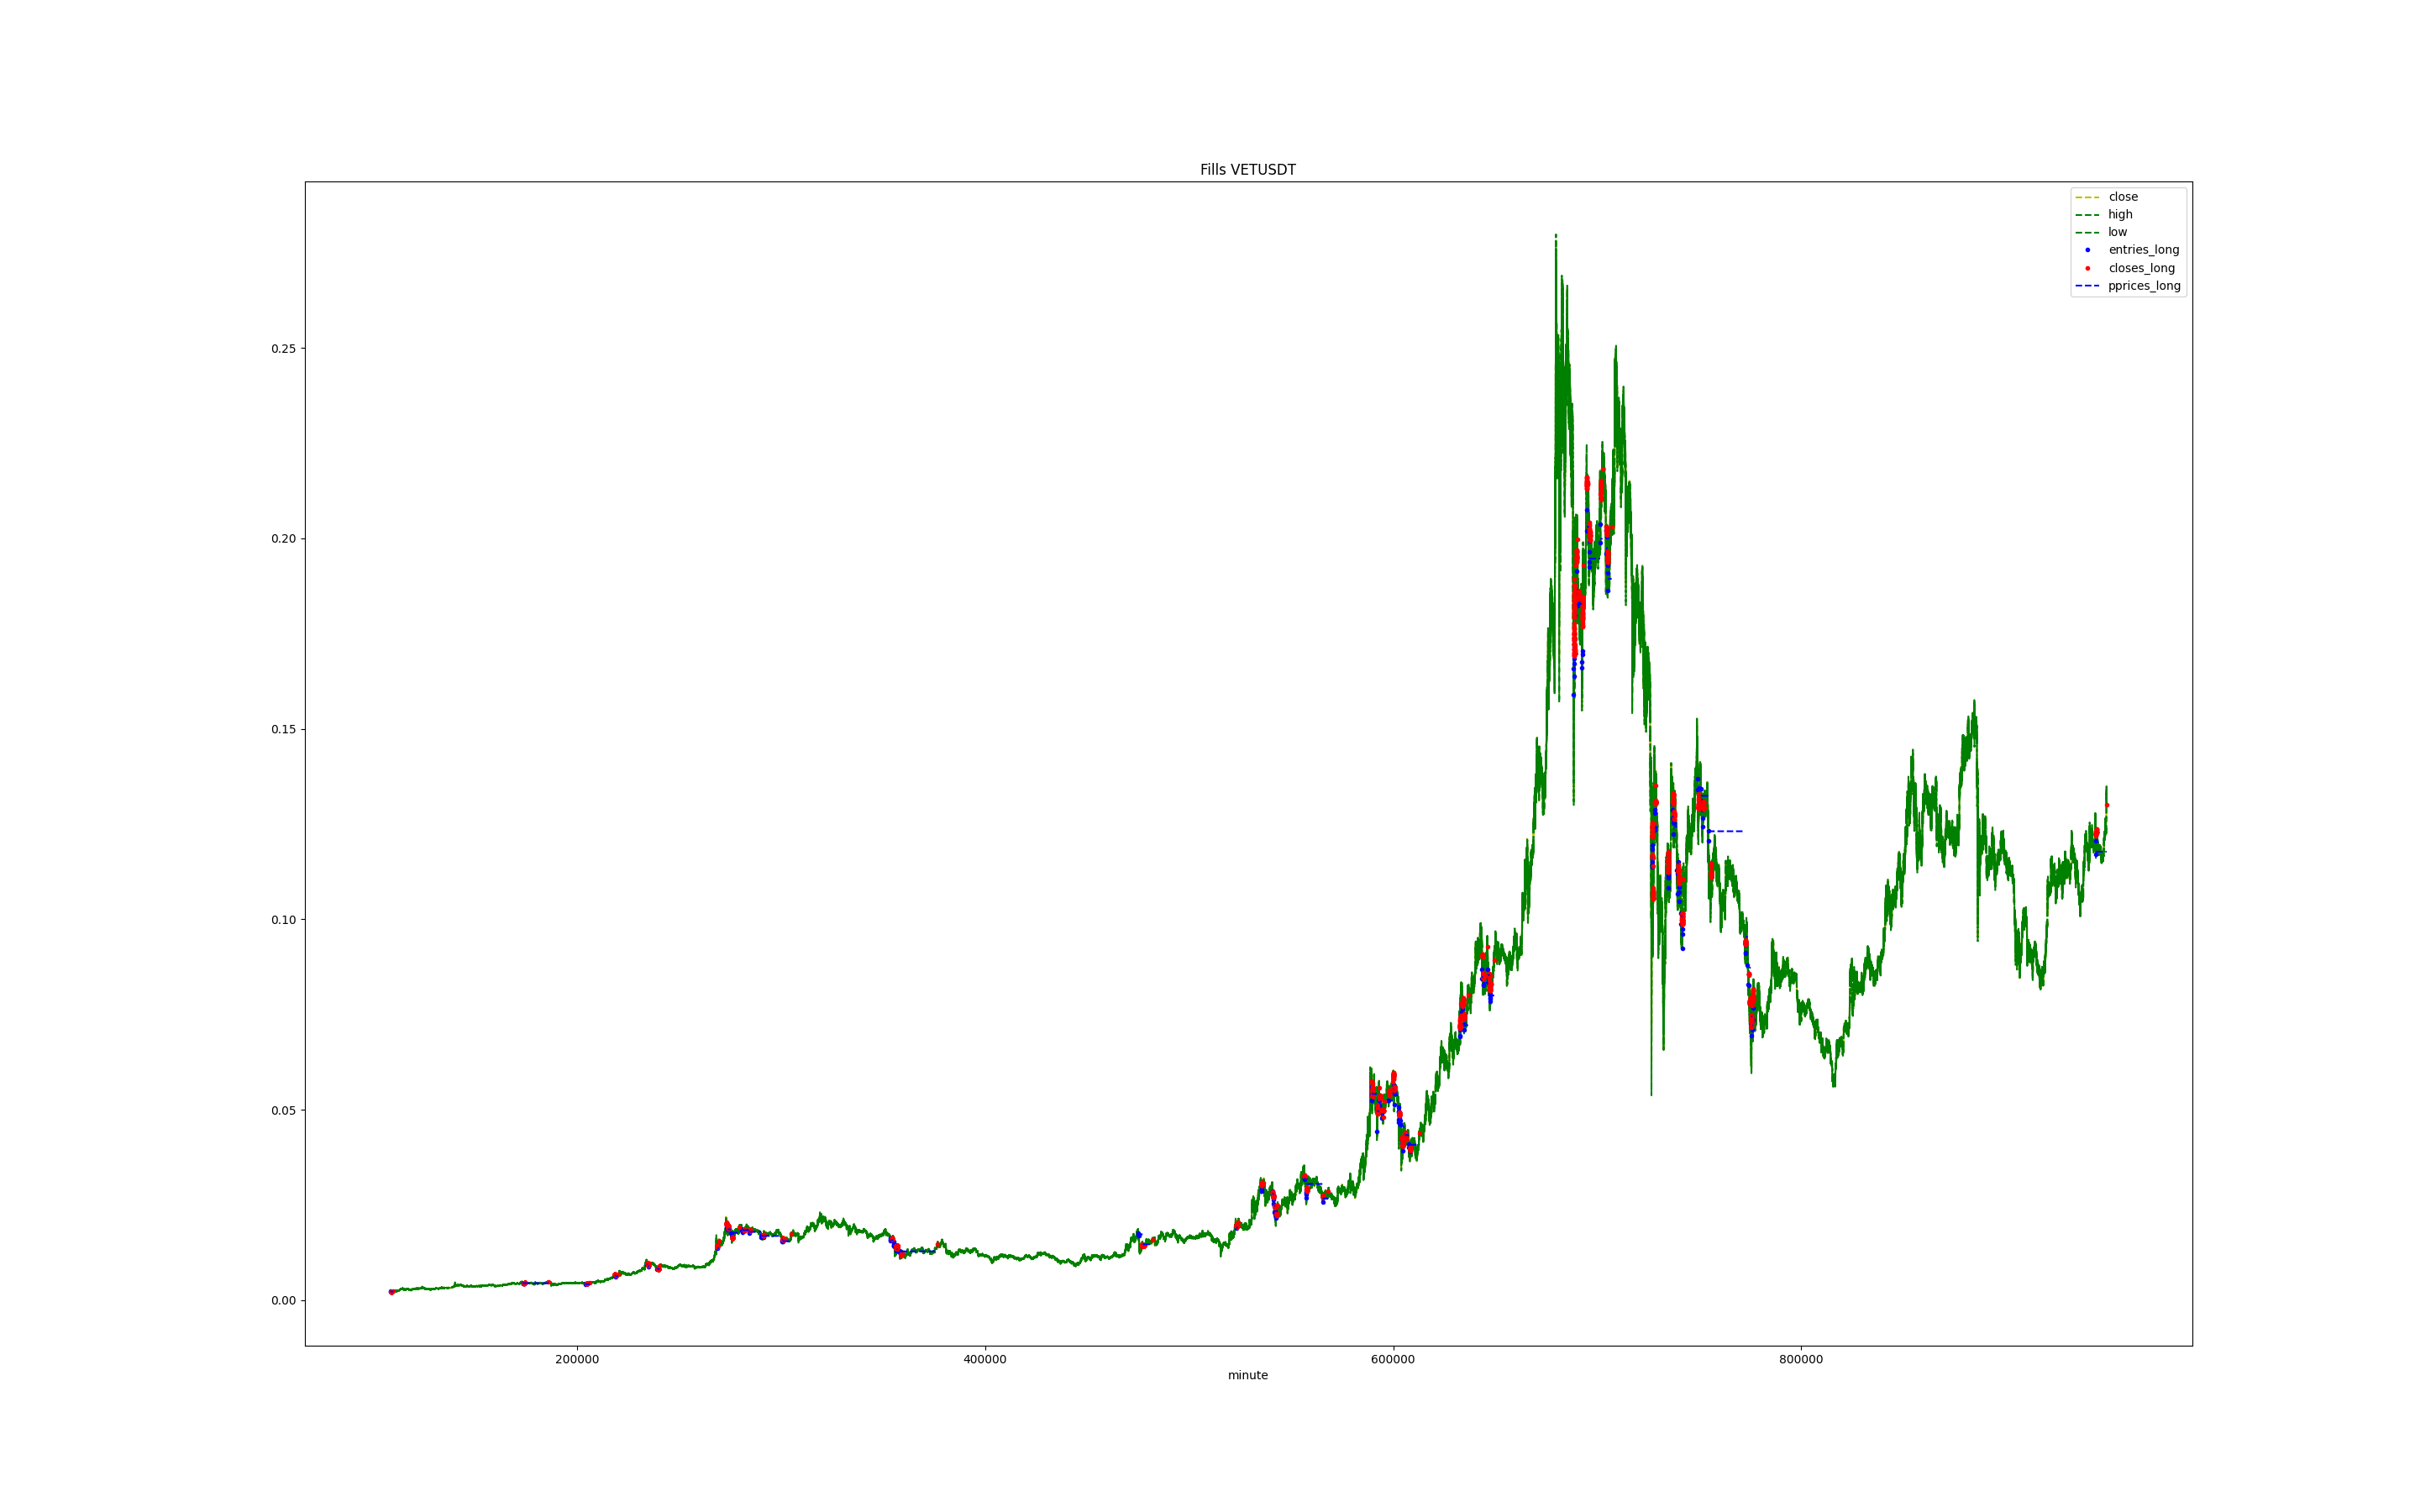 Fills VETUSDT
close
high
low
entries_long
closes_long
pprices_long
0.25
0.20
0.15
0.10
0.05
0.00
200000
400000
600000
800000
minute